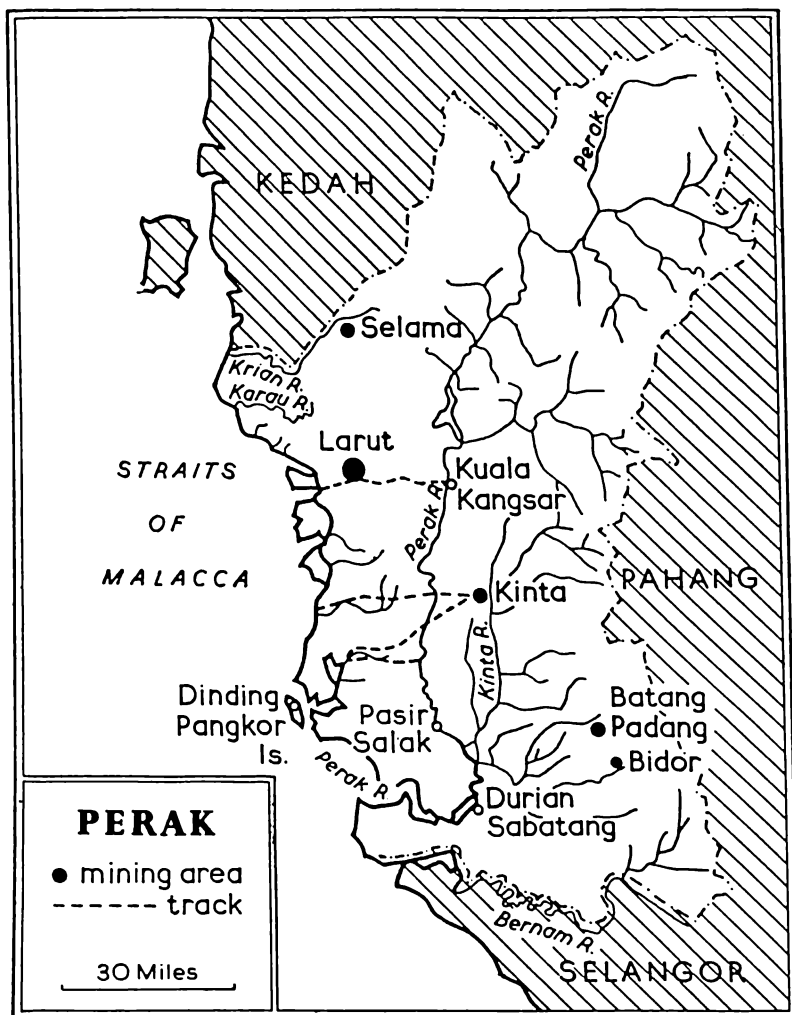 Perak R.
KEDAH
Selama
Krian R.
Karau R.
Larut
STRAITS
OF
MALACCA
Kuala
Kangsar
Perak R.
Kinta
PAHANG
Kinta R.
Dinding
Pangkor
Is.
Pasir
Salak
Batang
Padang
Bidor
Perak R
Durian
Sabatang
Bernam R.
SELANGOR
PERAK
mining area
track
30 Miles